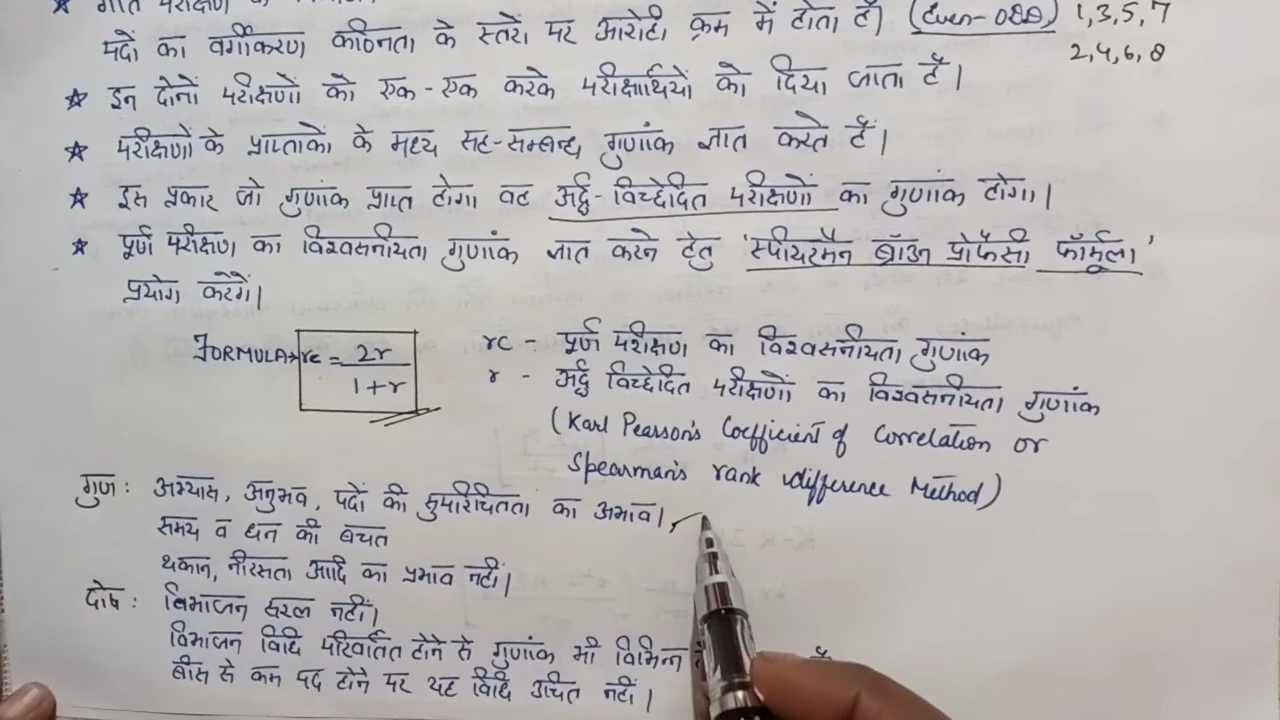 पदों का वर्गीकरण कठिनता के स्तरों पर आरोही क्रम में होता है। (Even-ODD) 1,3,5,7
2,4,6,8
☆ इन दोनों परीक्षणों को एक-एक करके परीक्षार्थियों को दिया जाता है।
☆ परीक्षणों के प्राप्तांकों के मध्य सह-सम्बन्ध गुणांक ज्ञात करते हैं।
☆ इस प्रकार जो गुणांक प्राप्त होगा वह अर्द्ध-विच्छेदित परीक्षणों का गुणांक होगा।
☆ पूर्ण परीक्षण का विश्वसनीयता गुणांक ज्ञात करने हेतु 'स्पीयरमैन ब्रॉउन प्रोफैसी फॉर्मूला'
प्रयोग करेगें।
FORMULA→ rc = 2r / 1+r
rc - पूर्ण परीक्षण का विश्वसनीयता गुणांक
r - अर्द्ध विच्छेदित परीक्षणों का विश्वसनीयता गुणांक
(Karl Pearson's Coefficient of Correlation or
Spearman's rank difference Method)
गुण: अभ्यास, अनुभव, पदों की सुपरिचितता का अभाव।
समय व धन की बचत
थकान, नीरसता आदि का प्रभाव नहीं।
दोष: विभाजन सरल नहीं।
विभाजन विधि परिवर्तित होने से गुणांक भी विभिन्न
बीस से कम पद होने पर यह विधि उचित नहीं।